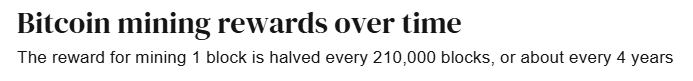 Bitcoin mining rewards over time
The reward for mining 1 block is halved every 210,000 blocks, or about every 4 years